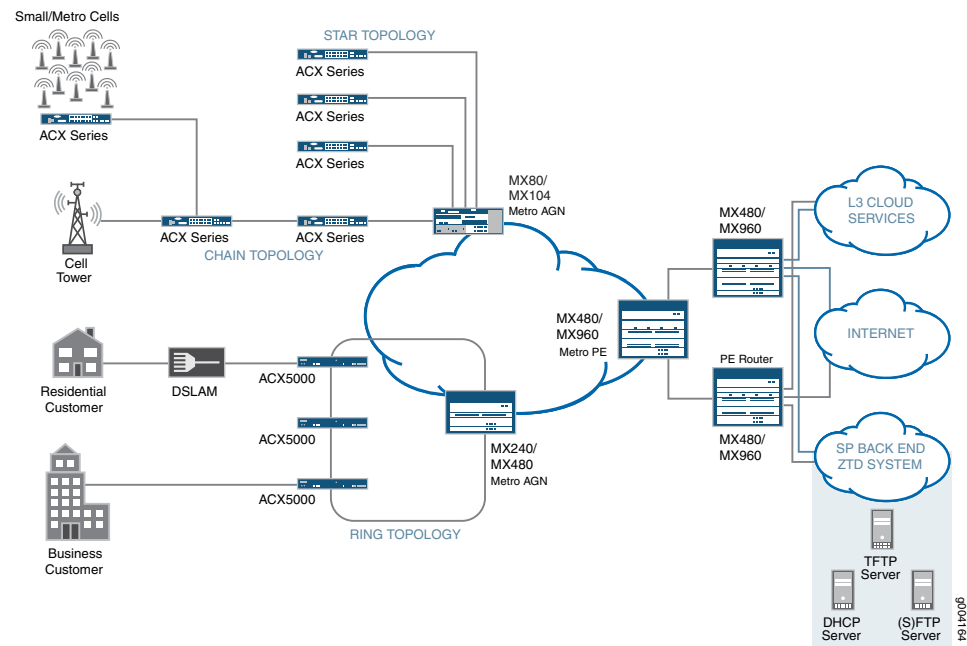 Small/Metro Cells
STAR TOPOLOGY
ACX Series
ACX Series
ACX Series
ACX Series
Cell
Tower
ACX Series
ACX Series
CHAIN TOPOLOGY
MX80/
MX104
Metro AGN
MX480/
MX960
L3 CLOUD
SERVICES
MX480/
MX960
Metro PE
INTERNET
PE Router
MX480/
MX960
Residential
Customer
DSLAM
ACX5000
ACX5000
ACX5000
MX240/
MX480
Metro AGN
RING TOPOLOGY
Business
Customer
SP BACK END
ZTD SYSTEM
TFTP
Server
DHCP
Server
(S)FTP
Server
g004164